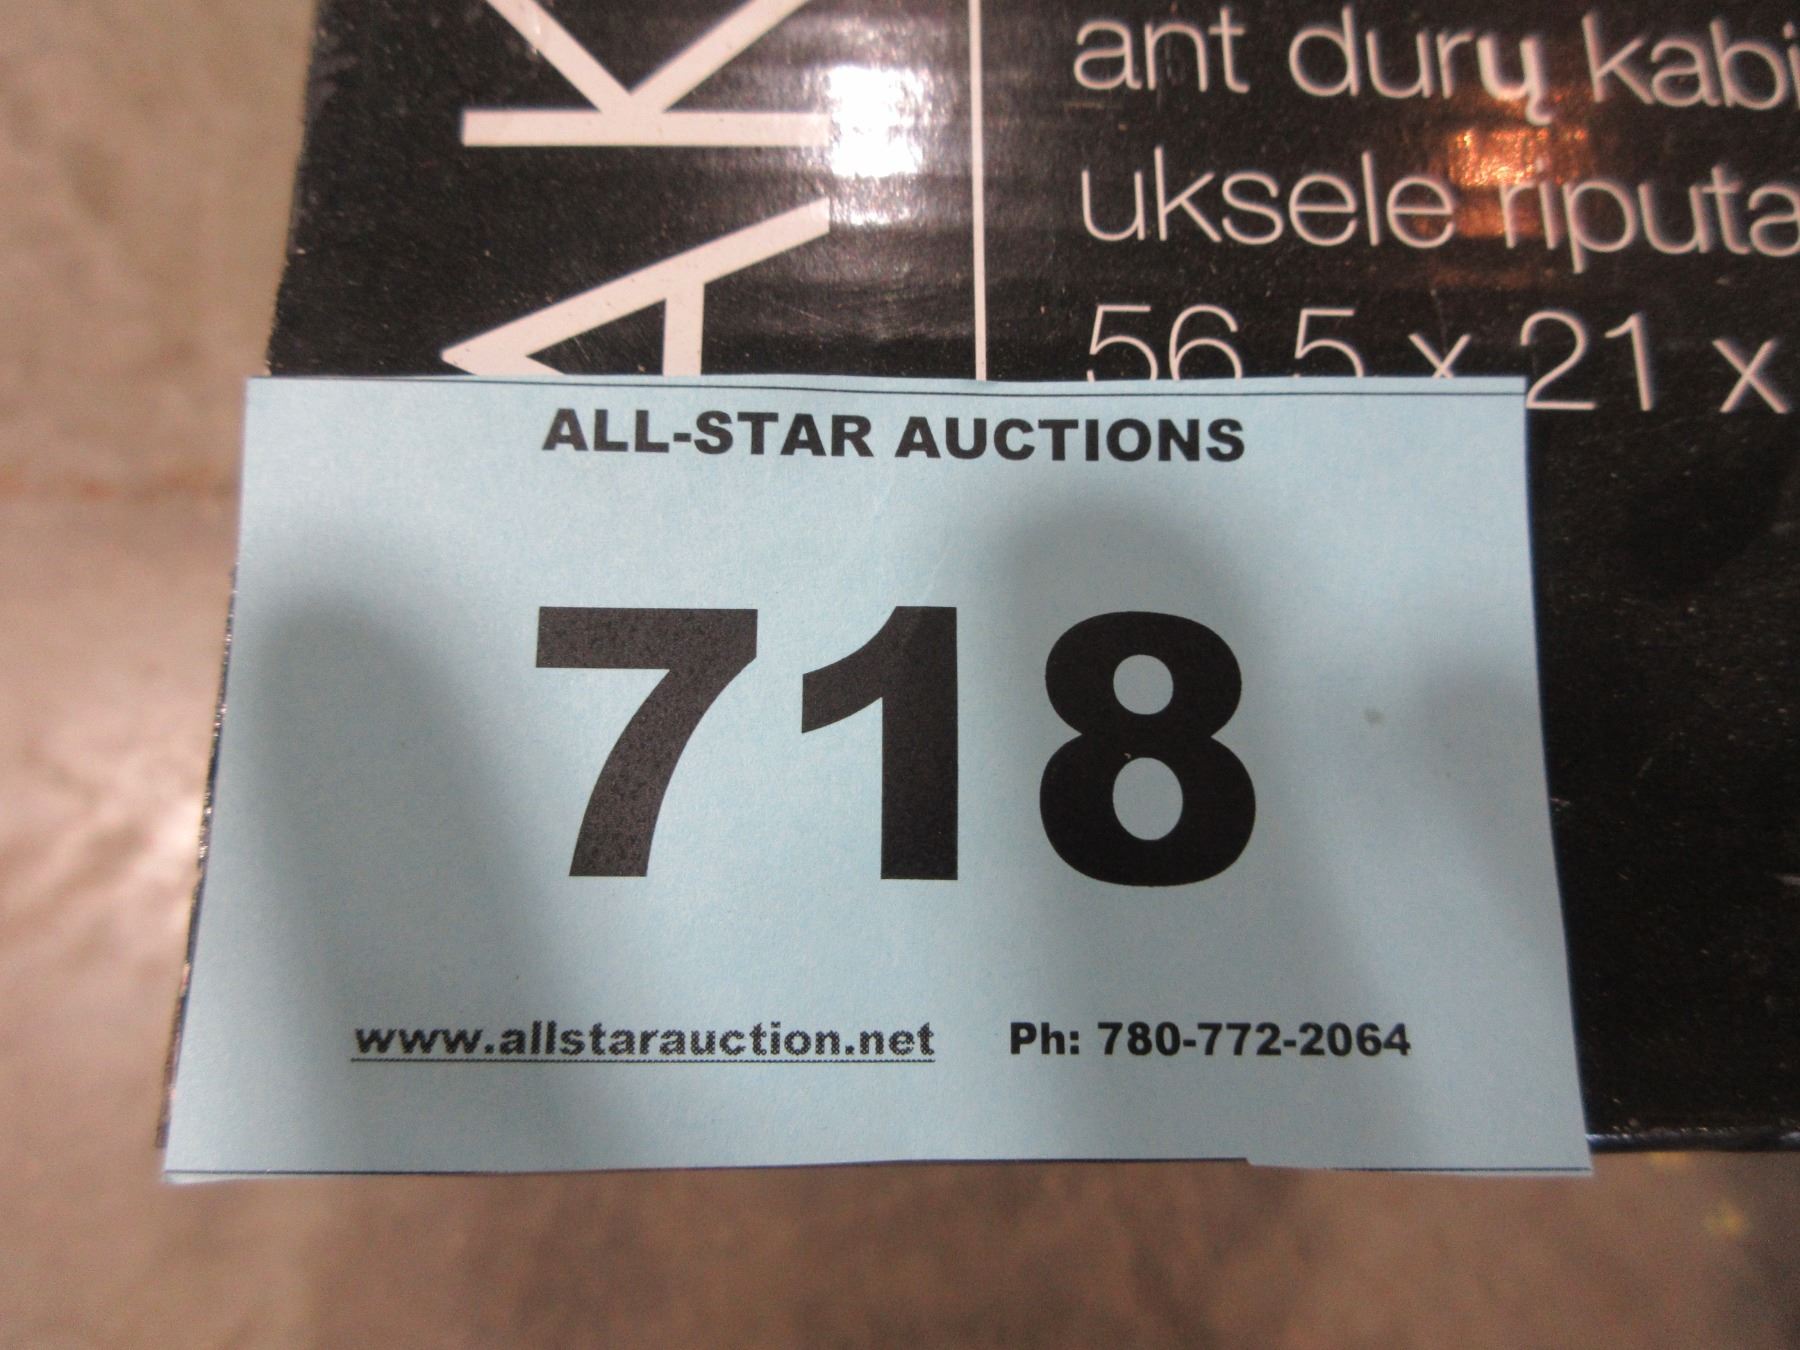 AK
ant durų kabi
uksele riputa
56,5 x 21 x
ALL-STAR AUCTIONS
718
www.allstarauction.net Ph: 780-772-2064